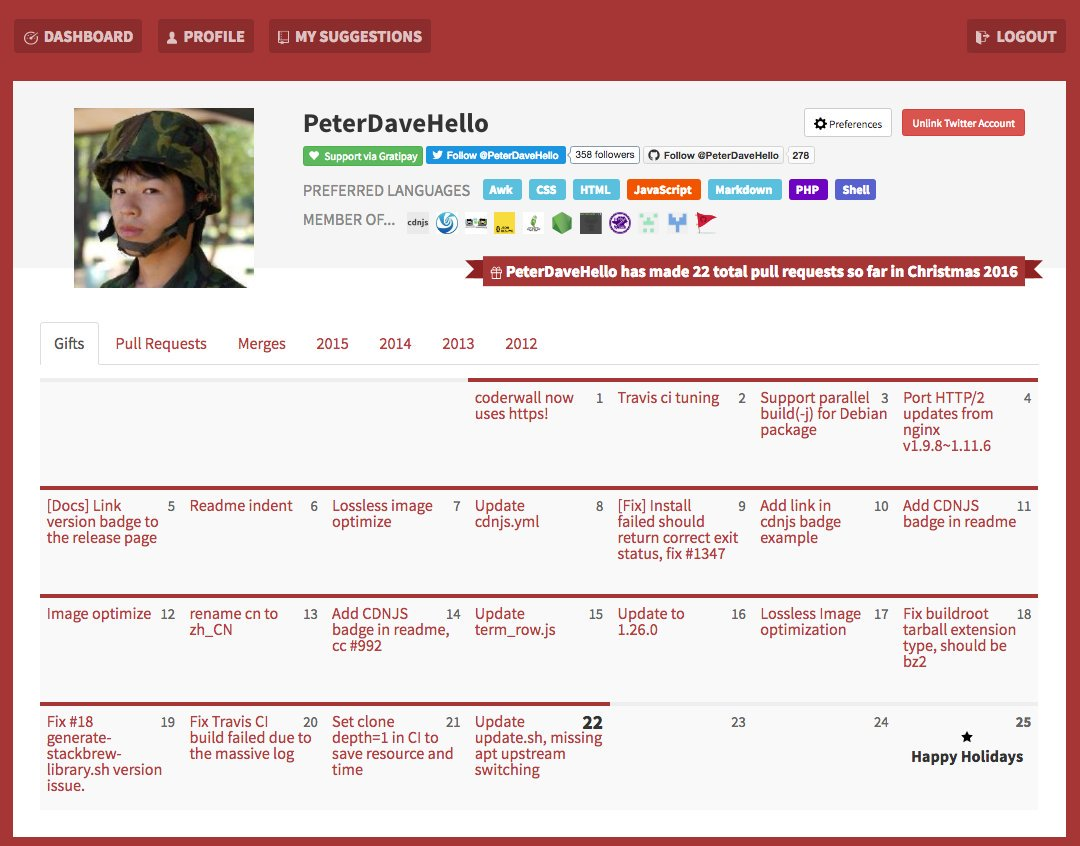 DASHBOARD
PROFILE
MY SUGGESTIONS
LOGOUT
PeterDaveHello
Preferences
Unlink Twitter Account
Support via Gratipay
Follow @PeterDaveHello
358 followers
Follow @PeterDaveHello
278
PREFERRED LANGUAGES
Awk
CSS
HTML
JavaScript
Markdown
PHP
Shell
MEMBER OF...
cdnjs
PeterDaveHello has made 22 total pull requests so far in Christmas 2016
Gifts
Pull Requests
Merges
2015
2014
2013
2012
coderwall now
uses https!
1
Travis ci tuning
2
Support parallel
build(-j) for Debian
package
3
Port HTTP/2
updates from
nginx
v1.9.8~1.11.6
4
[Docs] Link
version badge to
the release page
5
Readme indent
6
Lossless image
optimize
7
Update
cdnjs.yml
8
[Fix] Install
failed should
return correct exit
status, fix #1347
9
Add link in
cdnjs badge
example
10
Add CDNJS
badge in readme
11
Image optimize
12
rename cn to
zh_CN
13
Add CDNJS
badge in readme,
cc #992
14
Update
term_row.js
15
Update to
1.26.0
16
Lossless Image
optimization
17
Fix buildroot
tarball extension
type, should be
bz2
18
Fix #18
generate-
stackbrew-
library.sh version
issue.
19
Fix Travis CI
build failed due to
the massive log
20
Set clone
depth=1 in CI to
save resource and
time
21
Update
update.sh, missing
apt upstream
switching
22
23
24
25
Happy Holidays